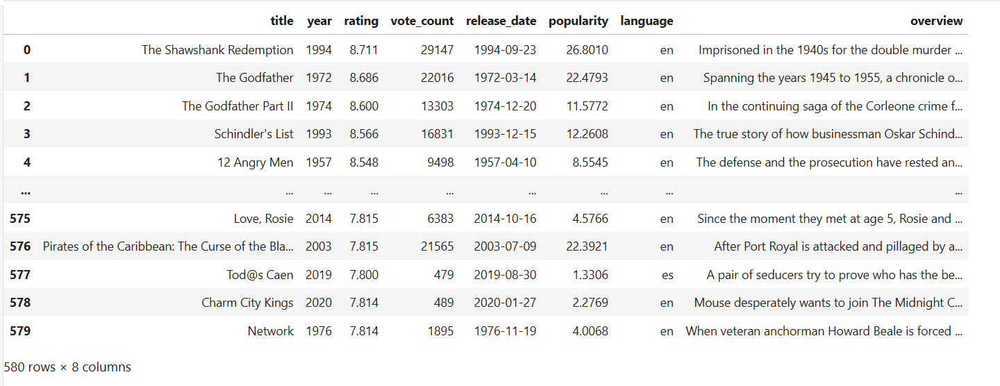 title year rating vote_count release_date popularity language overview
0 The Shawshank Redemption 1994 8.711 29147 1994-09-23 26.8010 en Imprisoned in the 1940s for the double murder ...
1 The Godfather 1972 8.686 22016 1972-03-14 22.4793 en Spanning the years 1945 to 1955, a chronicle o...
2 The Godfather Part II 1974 8.600 13303 1974-12-20 11.5772 en In the continuing saga of the Corleone crime f...
3 Schindler's List 1993 8.566 16831 1993-12-15 12.2608 en The true story of how businessman Oskar Schind...
4 12 Angry Men 1957 8.548 9498 1957-04-10 8.5545 en The defense and the prosecution have rested an...
... ... ... ... ... ... ... ... ...
575 Love, Rosie 2014 7.815 6383 2014-10-16 4.5766 en Since the moment they met at age 5, Rosie and ...
576 Pirates of the Caribbean: The Curse of the Bla... 2003 7.815 21565 2003-07-09 22.3921 en After Port Royal is attacked and pillaged by a...
577 Tod@s Caen 2019 7.800 479 2019-08-30 1.3306 es A pair of seducers try to prove who has the be...
578 Charm City Kings 2020 7.814 489 2020-01-27 2.2769 en Mouse desperately wants to join The Midnight C...
579 Network 1976 7.814 1895 1976-11-19 4.0068 en When veteran anchorman Howard Beale is forced ...
580 rows × 8 columns